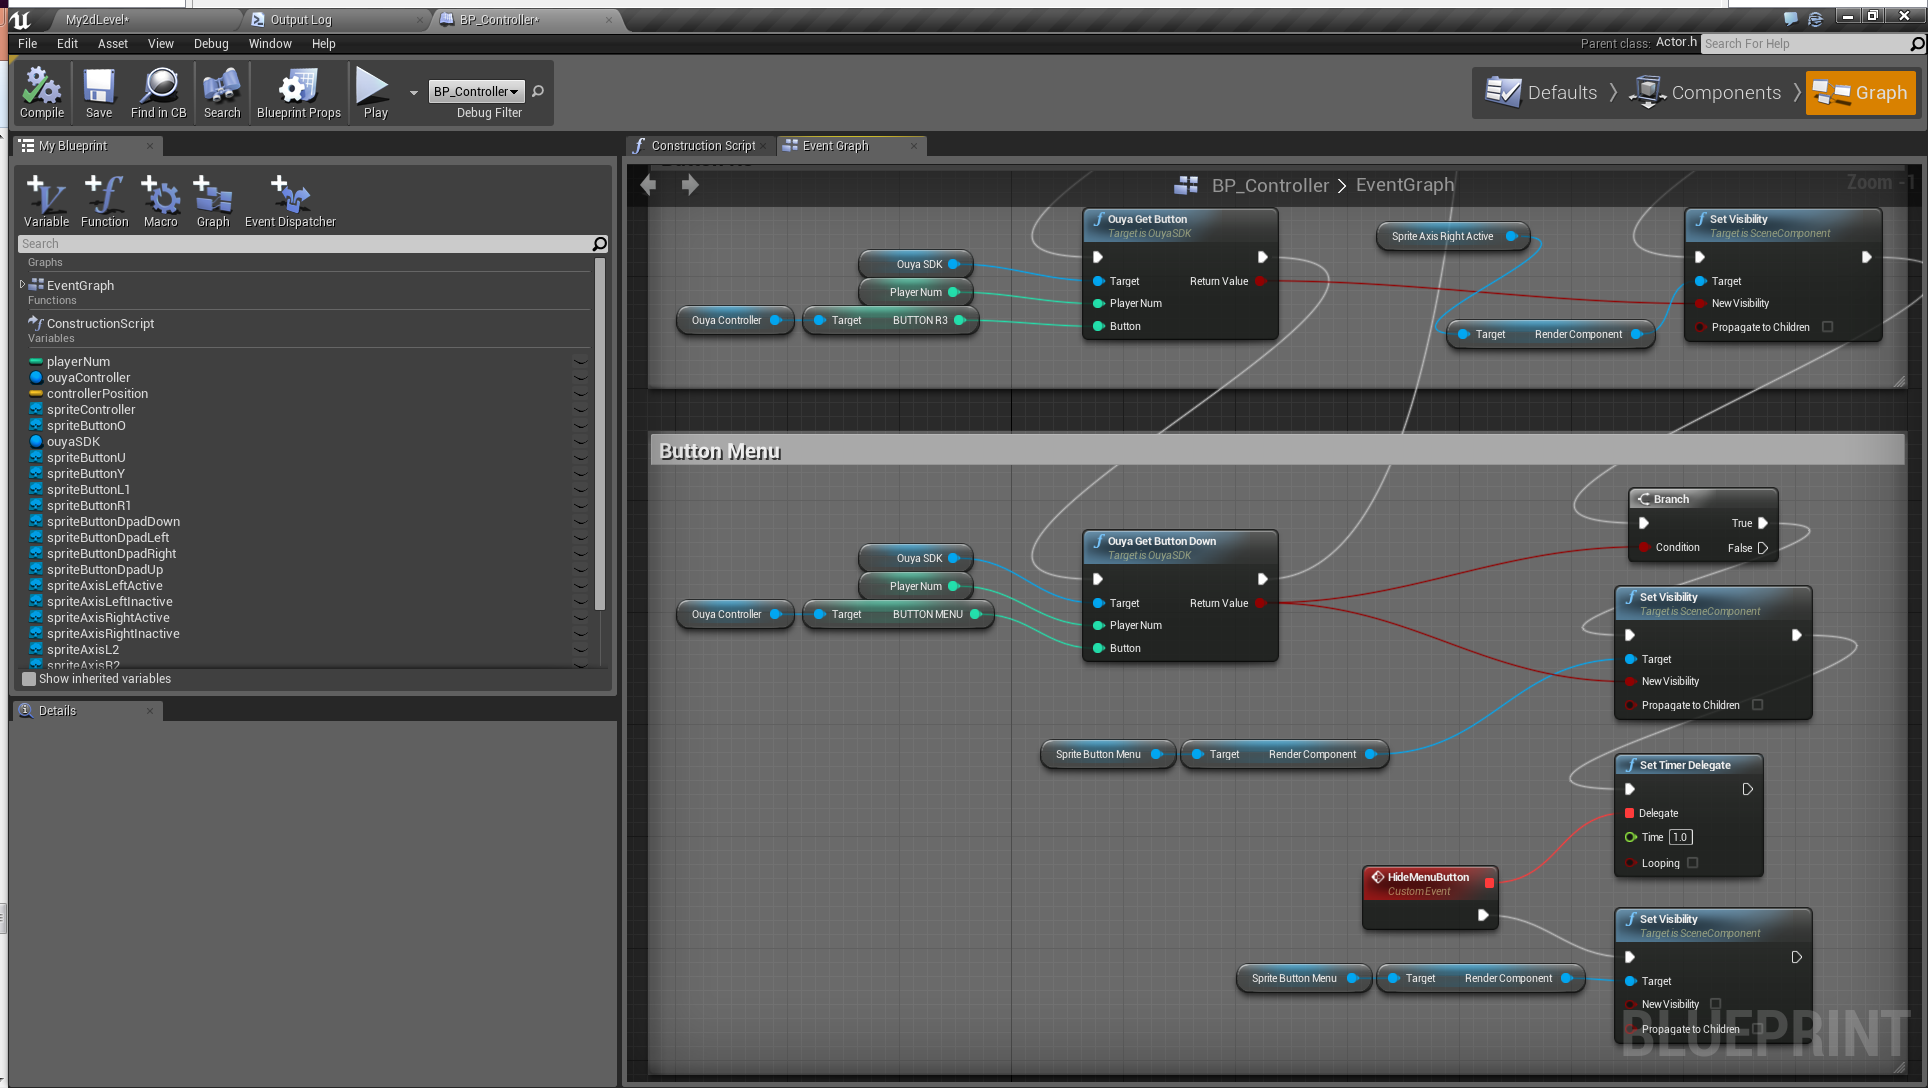 My2dLevel*
Output Log
BP_Controller*
File Edit Asset View Debug Window Help
Parent class: Actor.h Search For Help
Compile
Save
Find in CB
Search
Blueprint Props
Play
BP_Controller
Debug Filter
Defaults
Components
Graph
My Blueprint
Variable
Function
Macro
Graph
Event Dispatcher
Search
Graphs
EventGraph
Functions
ConstructionScript
Variables
playerNum
ouyaController
controllerPosition
spriteController
spriteButtonO
ouyaSDK
spriteButtonU
spriteButtonY
spriteButtonL1
spriteButtonR1
spriteButtonDpadDown
spriteButtonDpadLeft
spriteButtonDpadRight
spriteButtonDpadUp
spriteAxisLeftActive
spriteAxisLeftInactive
spriteAxisRightActive
spriteAxisRightInactive
spriteAxisL2
spriteAxisR2
Show inherited variables
Details
Construction Script
Event Graph
BP_Controller > EventGraph
Zoom -1
Ouya Get Button
Target is OuyaSDK
Target Return Value
Player Num
Button
Ouya SDK
Player Num
Ouya Controller
Target BUTTON R3
Sprite Axis Right Active
Target Render Component
Set Visibility
Target is SceneComponent
Target
New Visibility
Propagate to Children
Button Menu
Ouya SDK
Player Num
Ouya Controller
Target BUTTON MENU
Ouya Get Button Down
Target is OuyaSDK
Target Return Value
Player Num
Button
Branch
True
Condition False
Set Visibility
Target is SceneComponent
Target
New Visibility
Propagate to Children
Sprite Button Menu
Target Render Component
Set Timer Delegate
Delegate
Time 1.0
Looping
HideMenuButton
Custom Event
Set Visibility
Target is SceneComponent
Target
New Visibility
Propagate to Children
Sprite Button Menu
Target Render Component
BLUEPRINT